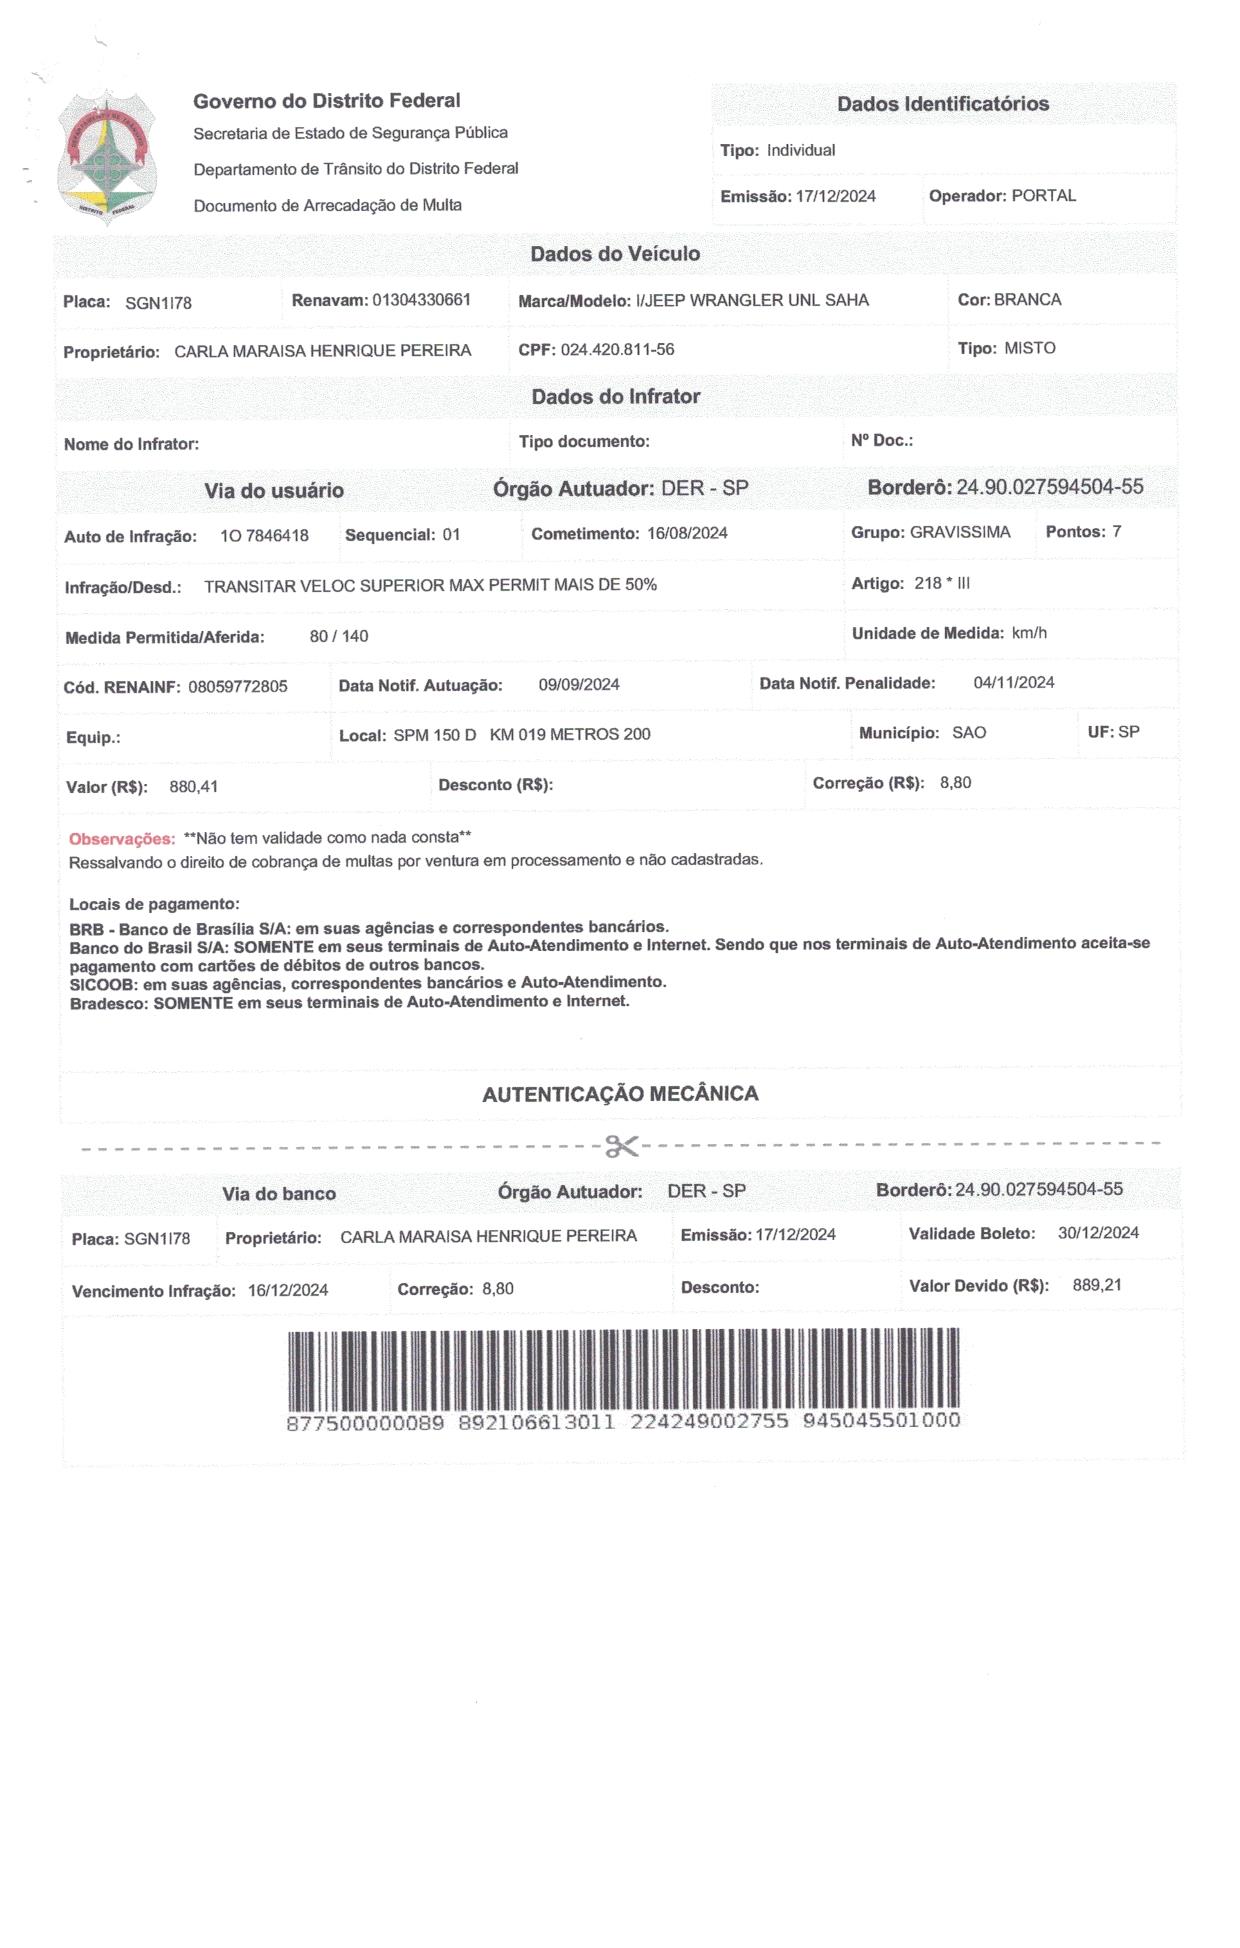 Governo do Distrito Federal
Secretaria de Estado de Segurança Pública
Departamento de Trânsito do Distrito Federal
Documento de Arrecadação de Multa
DEPARTAMENTO DE TRÂNSITO
DISTRITO FEDERAL
Dados Identificatórios
Tipo: Individual
Emissão: 17/12/2024 Operador: PORTAL
Dados do Veículo
Placa: SGN1I78 Renavam: 01304330661 Marca/Modelo: I/JEEP WRANGLER UNL SAHA Cor: BRANCA
Proprietário: CARLA MARAISA HENRIQUE PEREIRA CPF: 024.420.811-56 Tipo: MISTO
Dados do Infrator
Nome do Infrator: Tipo documento: Nº Doc.:
Via do usuário Órgão Autuador: DER - SP Borderô: 24.90.027594504-55
Auto de Infração: 1O 7846418 Sequencial: 01 Cometimento: 16/08/2024 Grupo: GRAVISSIMA Pontos: 7
Infração/Desd.: TRANSITAR VELOC SUPERIOR MAX PERMIT MAIS DE 50% Artigo: 218 * III
Medida Permitida/Aferida: 80 / 140 Unidade de Medida: km/h
Cód. RENAINF: 08059772805 Data Notif. Autuação: 09/09/2024 Data Notif. Penalidade: 04/11/2024
Equip.: Local: SPM 150 D KM 019 METROS 200 Município: SAO UF: SP
Valor (R$): 880,41 Desconto (R$): Correção (R$): 8,80
Observações: **Não tem validade como nada consta**
Ressalvando o direito de cobrança de multas por ventura em processamento e não cadastradas.
Locais de pagamento:
BRB - Banco de Brasília S/A: em suas agências e correspondentes bancários.
Banco do Brasil S/A: SOMENTE em seus terminais de Auto-Atendimento e Internet. Sendo que nos terminais de Auto-Atendimento aceita-se
pagamento com cartões de débitos de outros bancos.
SICOOB: em suas agências, correspondentes bancários e Auto-Atendimento.
Bradesco: SOMENTE em seus terminais de Auto-Atendimento e Internet.
AUTENTICAÇÃO MECÂNICA
Via do banco Órgão Autuador: DER - SP Borderô: 24.90.027594504-55
Placa: SGN1I78 Proprietário: CARLA MARAISA HENRIQUE PEREIRA Emissão: 17/12/2024 Validade Boleto: 30/12/2024
Vencimento Infração: 16/12/2024 Correção: 8,80 Desconto: Valor Devido (R$): 889,21
877500000089 892106613011 224249002755 945045501000